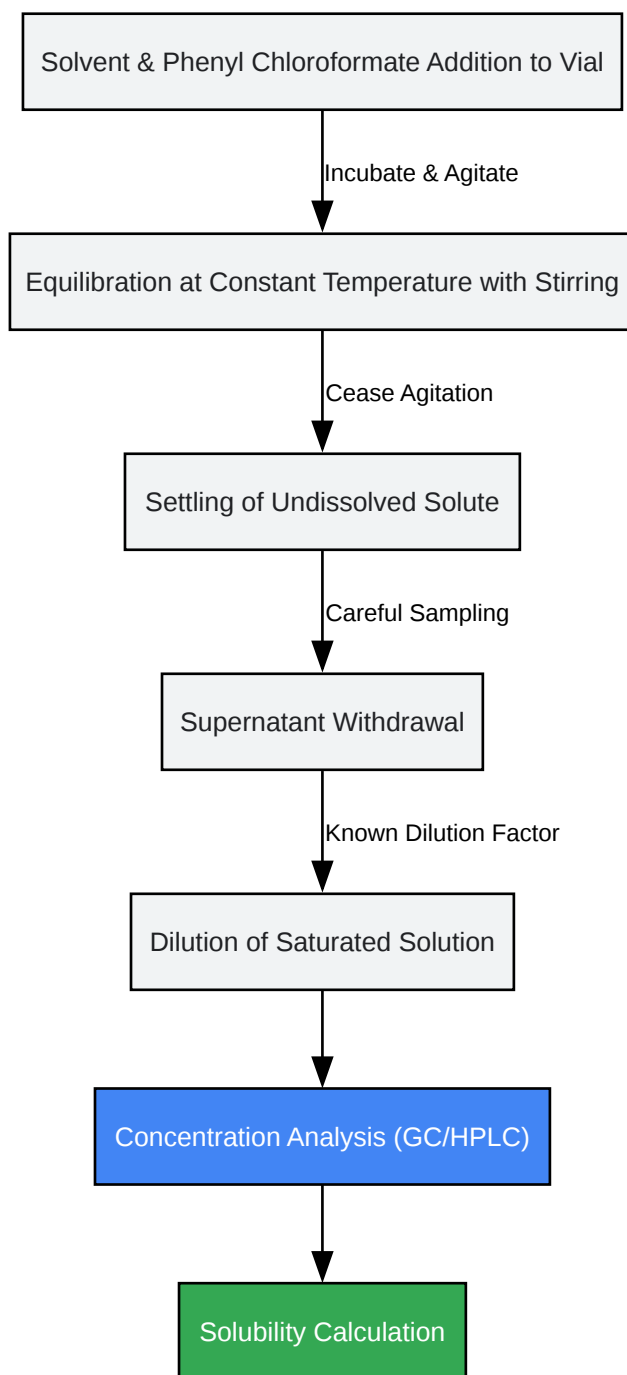 Solvent & Phenyl Chloroformate Addition to Vial
Incubate & Agitate
Equilibration at Constant Temperature with Stirring
Cease Agitation
Settling of Undissolved Solute
Careful Sampling
Supernatant Withdrawal
Known Dilution Factor
Dilution of Saturated Solution
Concentration Analysis (GC/HPLC)
Solubility Calculation